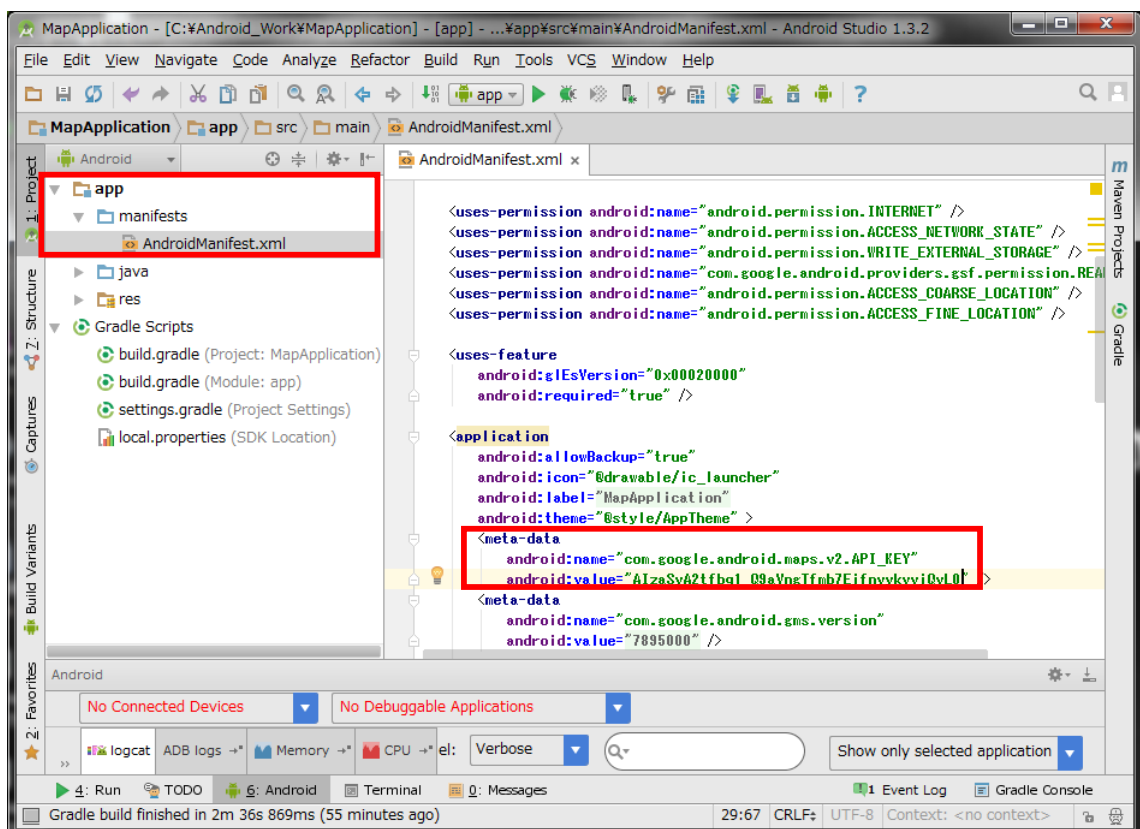 MapApplication - [C:¥Android_Work¥MapApplication] - [app] - ...¥app¥src¥main¥AndroidManifest.xml - Android Studio 1.3.2
File Edit View Navigate Code Analyze Refactor Build Run Tools VCS Window Help
app
MapApplication app src main AndroidManifest.xml
1: Project
Z: Structure
Captures
Build Variants
2: Favorites
Android
app
manifests
AndroidManifest.xml
java
res
Gradle Scripts
build.gradle (Project: MapApplication)
build.gradle (Module: app)
settings.gradle (Project Settings)
local.properties (SDK Location)
AndroidManifest.xml ×
<uses-permission android:name="android.permission.INTERNET" />
<uses-permission android:name="android.permission.ACCESS_NETWORK_STATE" />
<uses-permission android:name="android.permission.WRITE_EXTERNAL_STORAGE" />
<uses-permission android:name="com.google.android.providers.gsf.permission.REA
<uses-permission android:name="android.permission.ACCESS_COARSE_LOCATION" />
<uses-permission android:name="android.permission.ACCESS_FINE_LOCATION" />
<uses-feature
android:glEsVersion="0x00020000"
android:required="true" />
<application
android:allowBackup="true"
android:icon="@drawable/ic_launcher"
android:label="MapApplication"
android:theme="@style/AppTheme" >
<meta-data
android:name="com.google.android.maps.v2.API_KEY"
android:value=
<meta-data
android:name="com.google.android.gms.version"
android:value="7895000" />
m Maven Projects
Gradle
Android
No Connected Devices No Debuggable Applications
logcat ADB logs Memory CPU el: Verbose Show only selected application
4: Run TODO 6: Android Terminal 0: Messages 1 Event Log Gradle Console
Gradle build finished in 2m 36s 869ms (55 minutes ago) 29:67 CRLF UTF-8 Context: <no context>